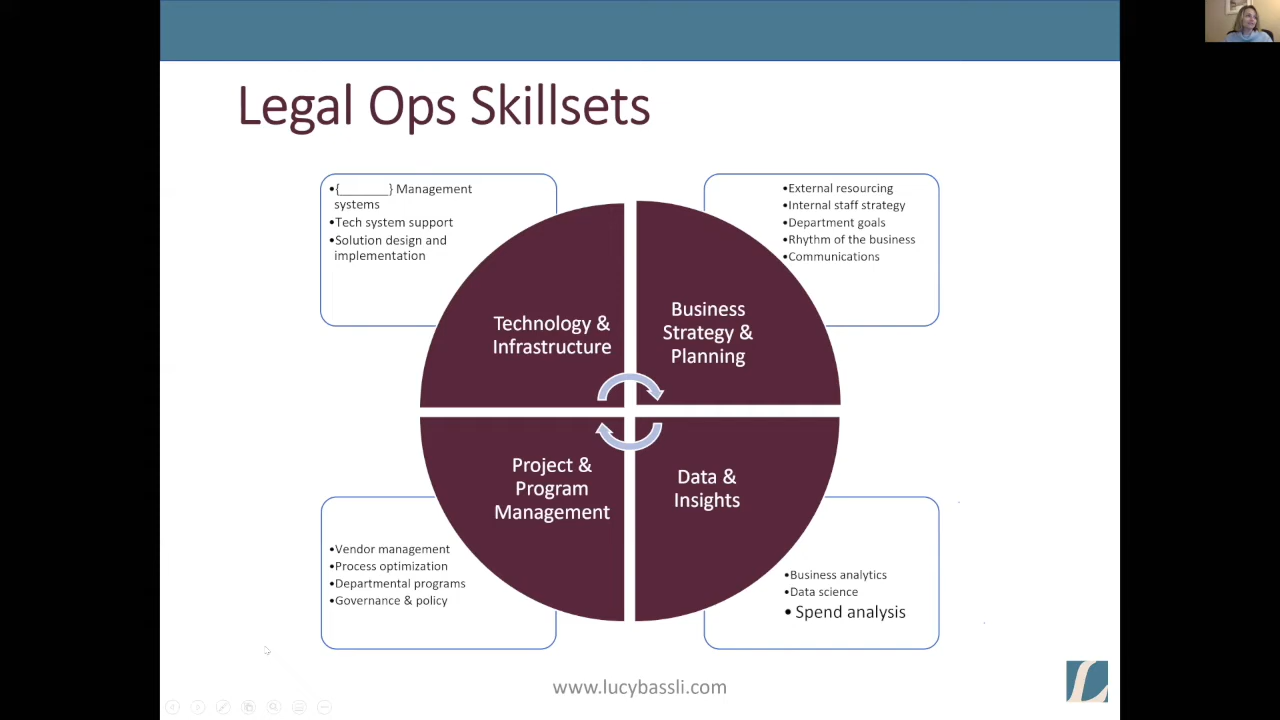 Legal Ops Skillsets
•{_______} Management
systems
•Tech system support
•Solution design and
implementation
•External resourcing
•Internal staff strategy
•Department goals
•Rhythm of the business
•Communications
Technology &
Infrastructure
Business
Strategy &
Planning
Project &
Program
Management
Data &
Insights
•Vendor management
•Process optimization
•Departmental programs
•Governance & policy
•Business analytics
•Data science
• Spend analysis
www.lucybassli.com